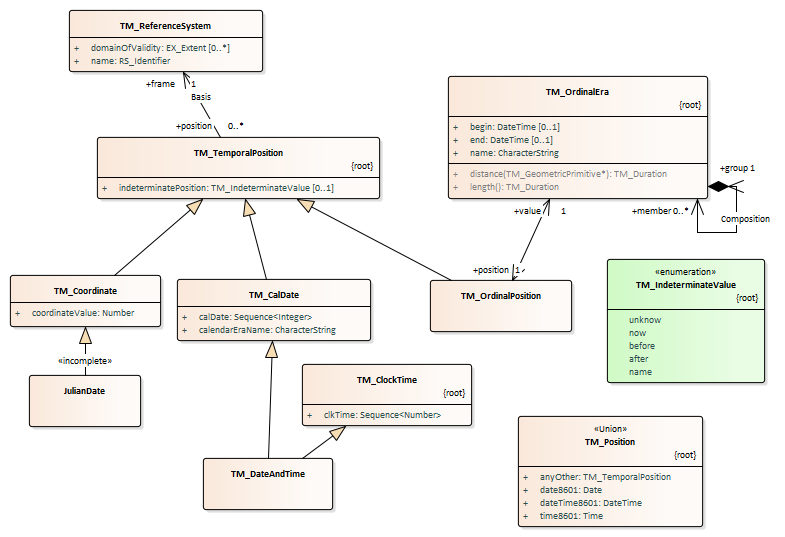 TM_ReferenceSystem
+ domainOfValidity: EX_Extent [0..*]
+ name: RS_Identifier
+frame 1
Basis
+position 0..*
TM_TemporalPosition
{root}
+ indeterminatePosition: TM_IndeterminateValue [0..1]
TM_OrdinalEra
{root}
+ begin: DateTime [0..1]
+ end: DateTime [0..1]
+ name: CharacterString
+ distance(TM_GeometricPrimitive*): TM_Duration
+ length(): TM_Duration
+group 1
+value 1
+member 0..*
Composition
+position 1
TM_Coordinate
+ coordinateValue: Number
TM_CalDate
+ calDate: Sequence<Integer>
+ calendarEraName: CharacterString
TM_OrdinalPosition
«enumeration»
TM_IndeterminateValue
{root}
unknow
now
before
after
name
«incomplete»
JulianDate
TM_ClockTime
{root}
+ clkTime: Sequence<Number>
TM_DateAndTime
«Union»
TM_Position
{root}
+ anyOther: TM_TemporalPosition
+ date8601: Date
+ dateTime8601: DateTime
+ time8601: Time